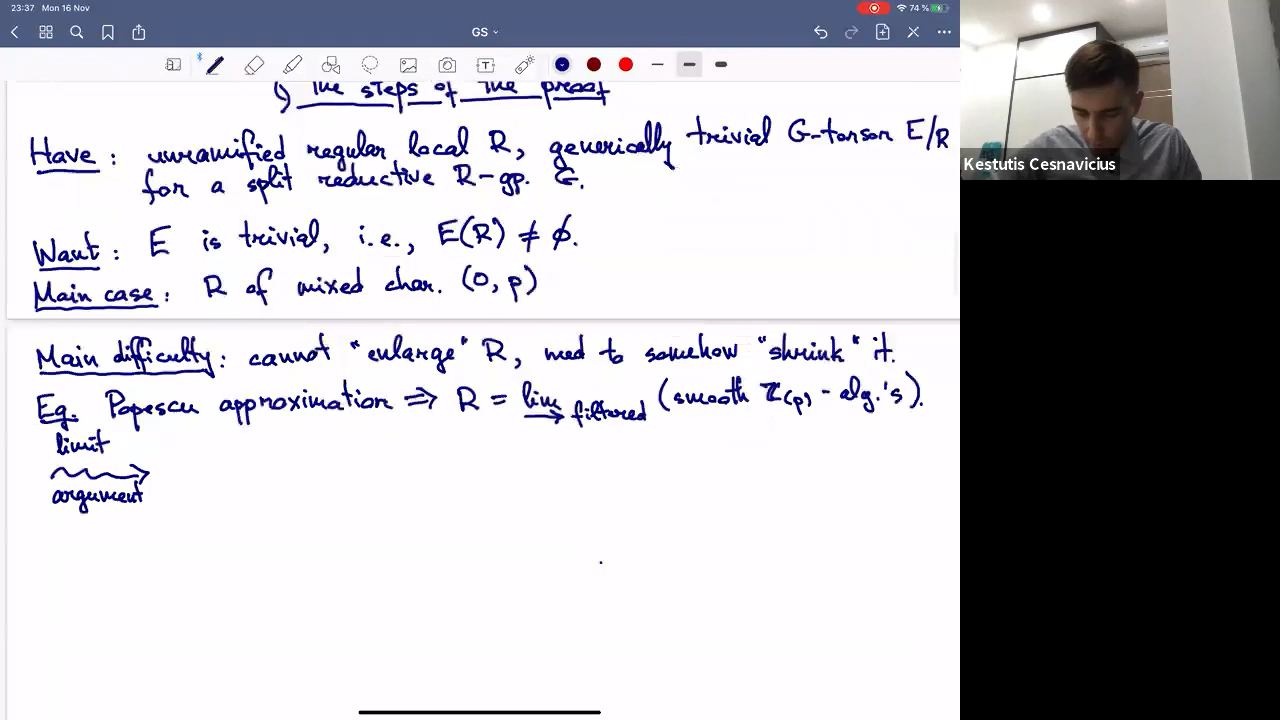 23:37 Mon 16 Nov
74 %
GS
The steps of the proof
Have: unramified regular local R, generically trivial G-torsor E/R
for a split reductive R-gp. G.
Kestutis Cesnavicius
Want: E is trivial, i.e., E(R) ≠ ∅.
Main case: R of mixed char. (0, p)
Main difficulty: cannot "enlarge" R, need to somehow "shrink" it.
Eg. Popescu approximation ⇒ R = lim→ filtered (smooth ℤ(p)-alg.'s).
limit
argument